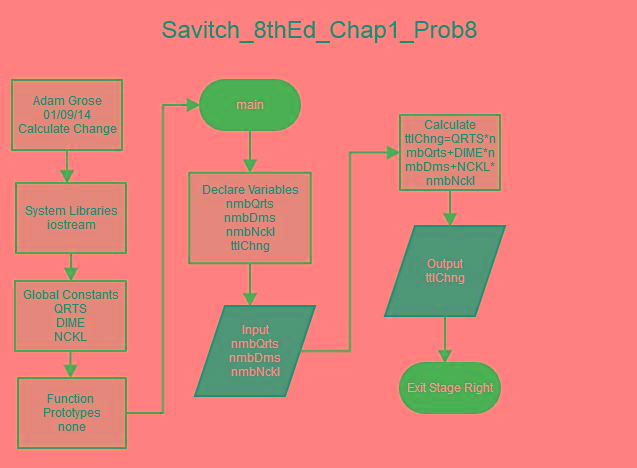 Savitch_8thEd_Chap1_Prob8
Adam Grose
01/09/14
Calculate Change
System Libraries
iostream
Global Constants
QRTS
DIME
NCKL
Function
Prototypes
none
main
Declare Variables
nmbQrts
nmbDms
nmbNckl
ttlChng
Input
nmbQrts
nmbDms
nmbNckl
Calculate
ttlChng=QRTS*n
mbQrts+DIME*n
mbDms+NCKL*
nmbNckl
Output
ttlChng
Exit Stage Right